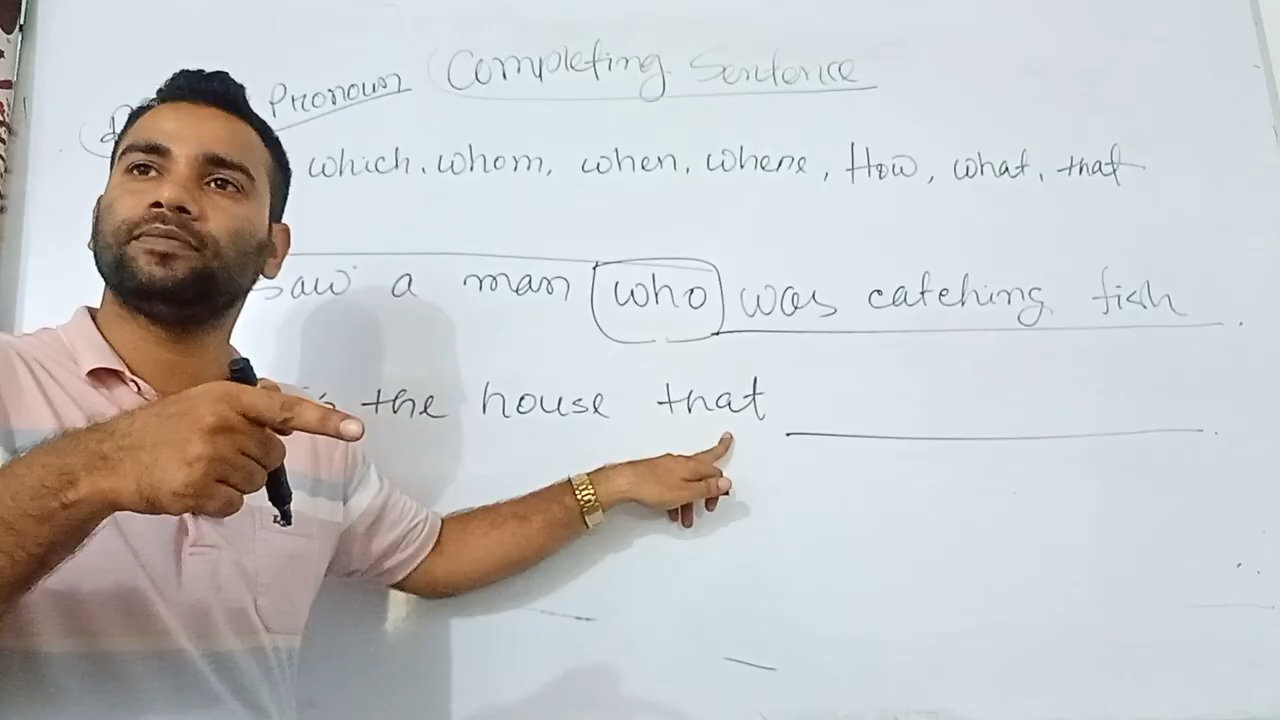 Pronoun Completing Sentence
which, whom, when, where, How, what, that
saw a man who was catching fish.
the house that ____________.